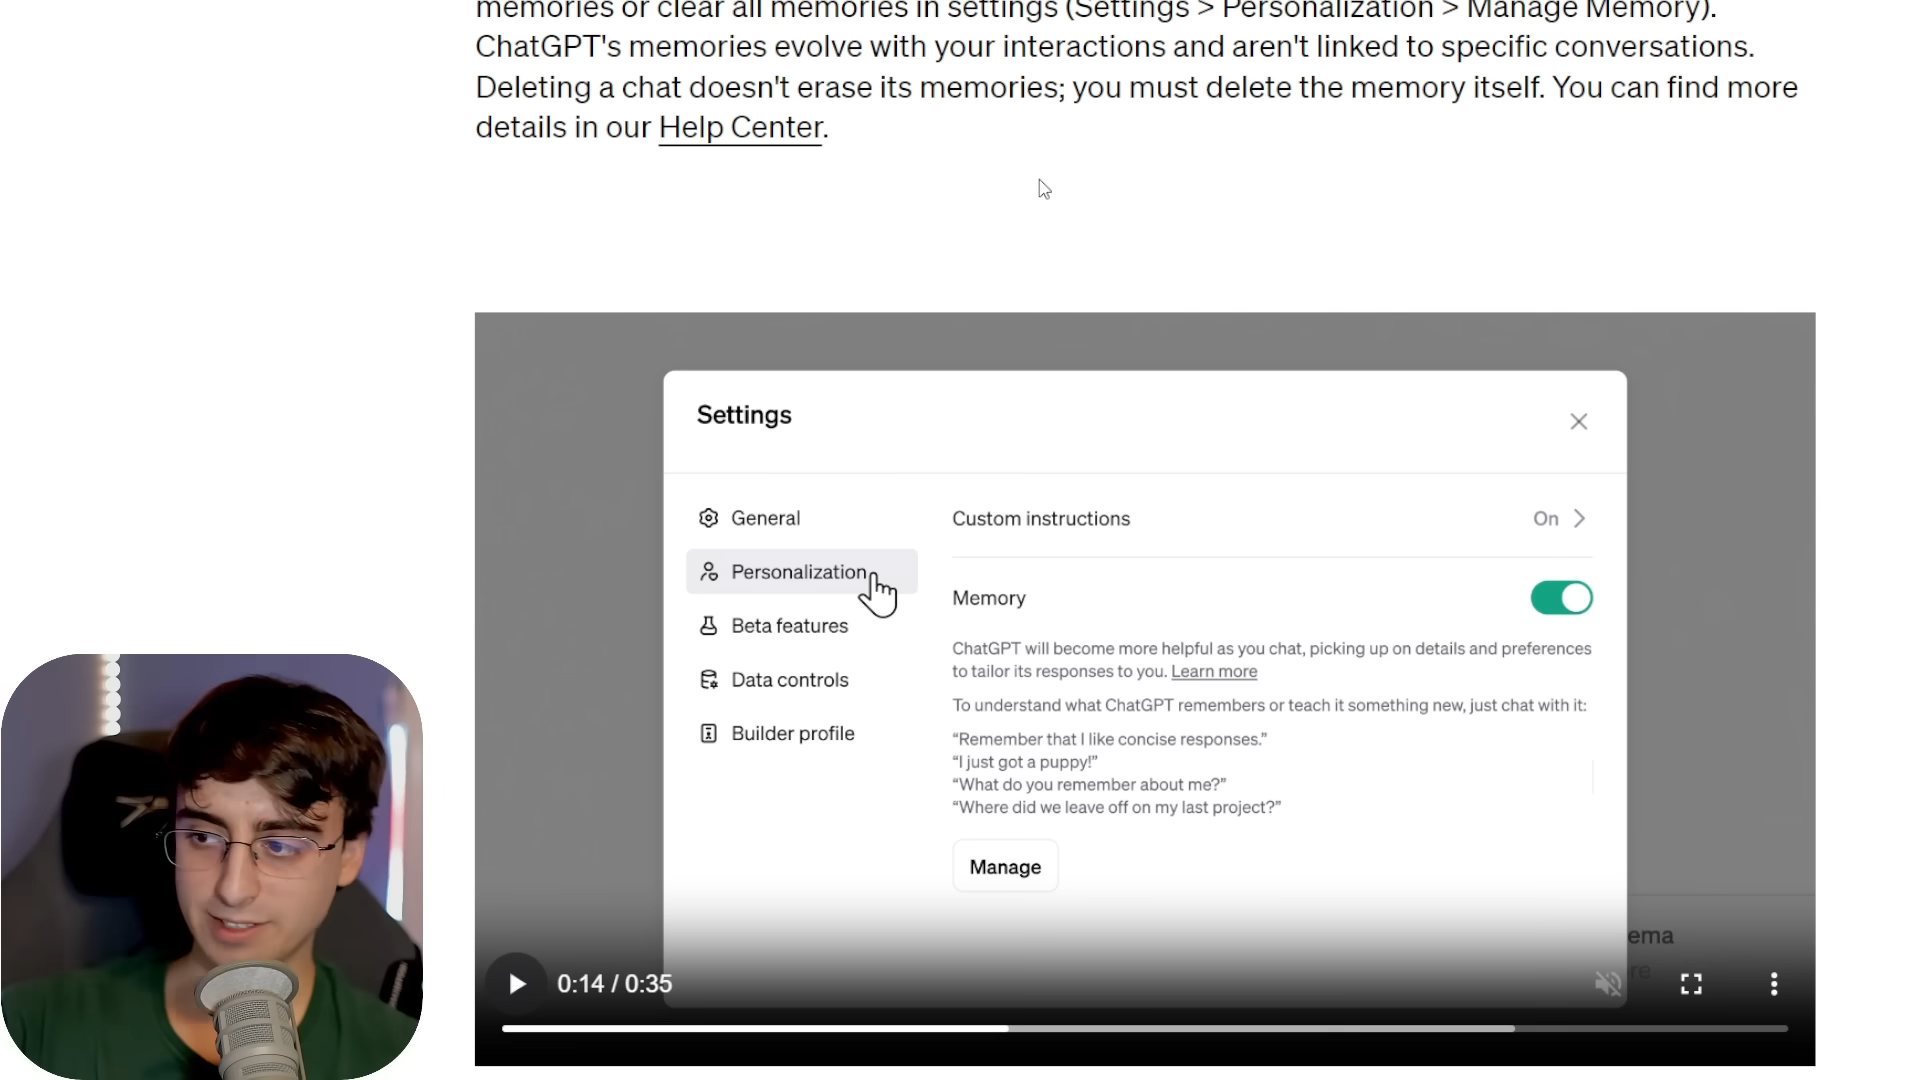 memories or clear all memories in settings (Settings > Personalization > Manage Memory).
ChatGPT's memories evolve with your interactions and aren't linked to specific conversations.
Deleting a chat doesn't erase its memories; you must delete the memory itself. You can find more
details in our Help Center.
Settings
General
Personalization
Beta features
Data controls
Builder profile
Custom instructions
On
Memory
ChatGPT will become more helpful as you chat, picking up on details and preferences
to tailor its responses to you. Learn more
To understand what ChatGPT remembers or teach it something new, just chat with it:
“Remember that I like concise responses.”
“I just got a puppy!”
“What do you remember about me?”
“Where did we leave off on my last project?”
Manage
ema
re
0:14 / 0:35